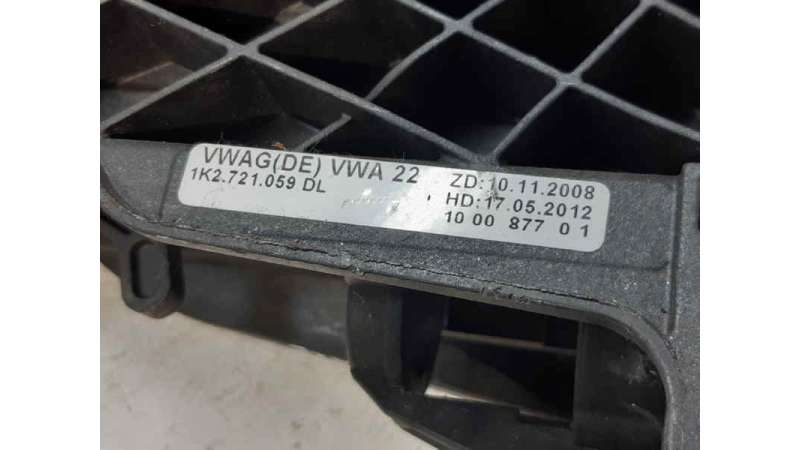 VWAG(DE) VWA 22 ZD:10.11.2008
1K2.721.059 DL HD:17.05.2012
10 00 877 0 1